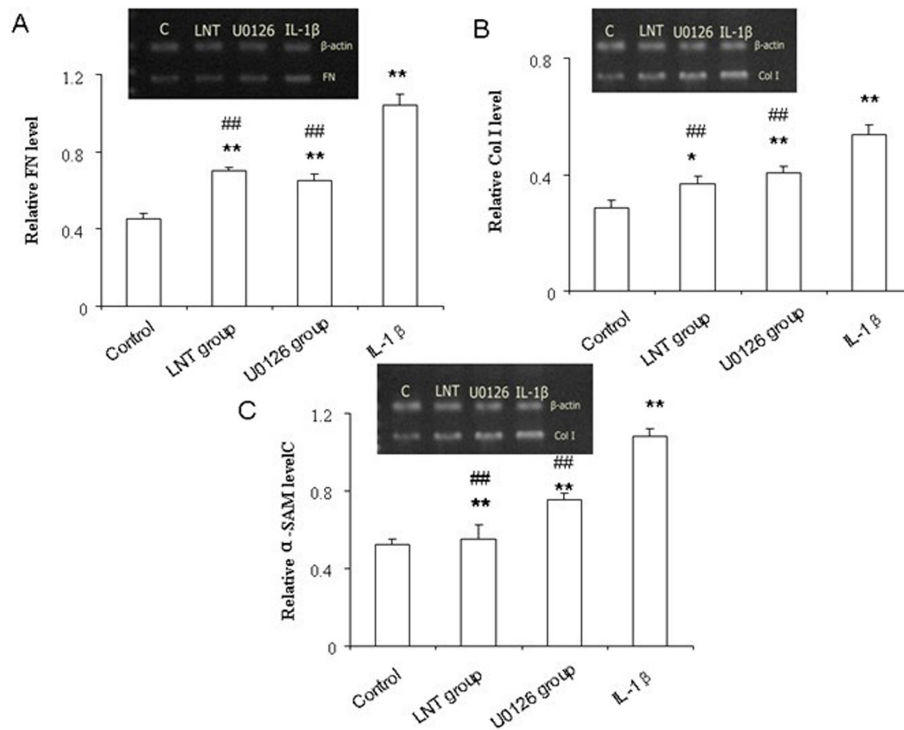 A
C LNT U0126 IL-1β
β-actin
FN
Relative FN level
1.2
0.8
0.4
0
##
**
##
**
**
Control
LNT group
U0126 group
IL-1 β
B
C LNT U0126 IL-1β
β-actin
Col I
Relative Col I level
0.8
0.4
0
##
*
##
**
**
Control
LNT group
U0126 group
IL-1 β
C
C LNT U0126 IL-1β
β-actin
Col I
Relative α-SAM levelC
1.2
0.8
0.4
0
##
**
##
**
**
Control
LNT group
U0126 group
IL-1 β